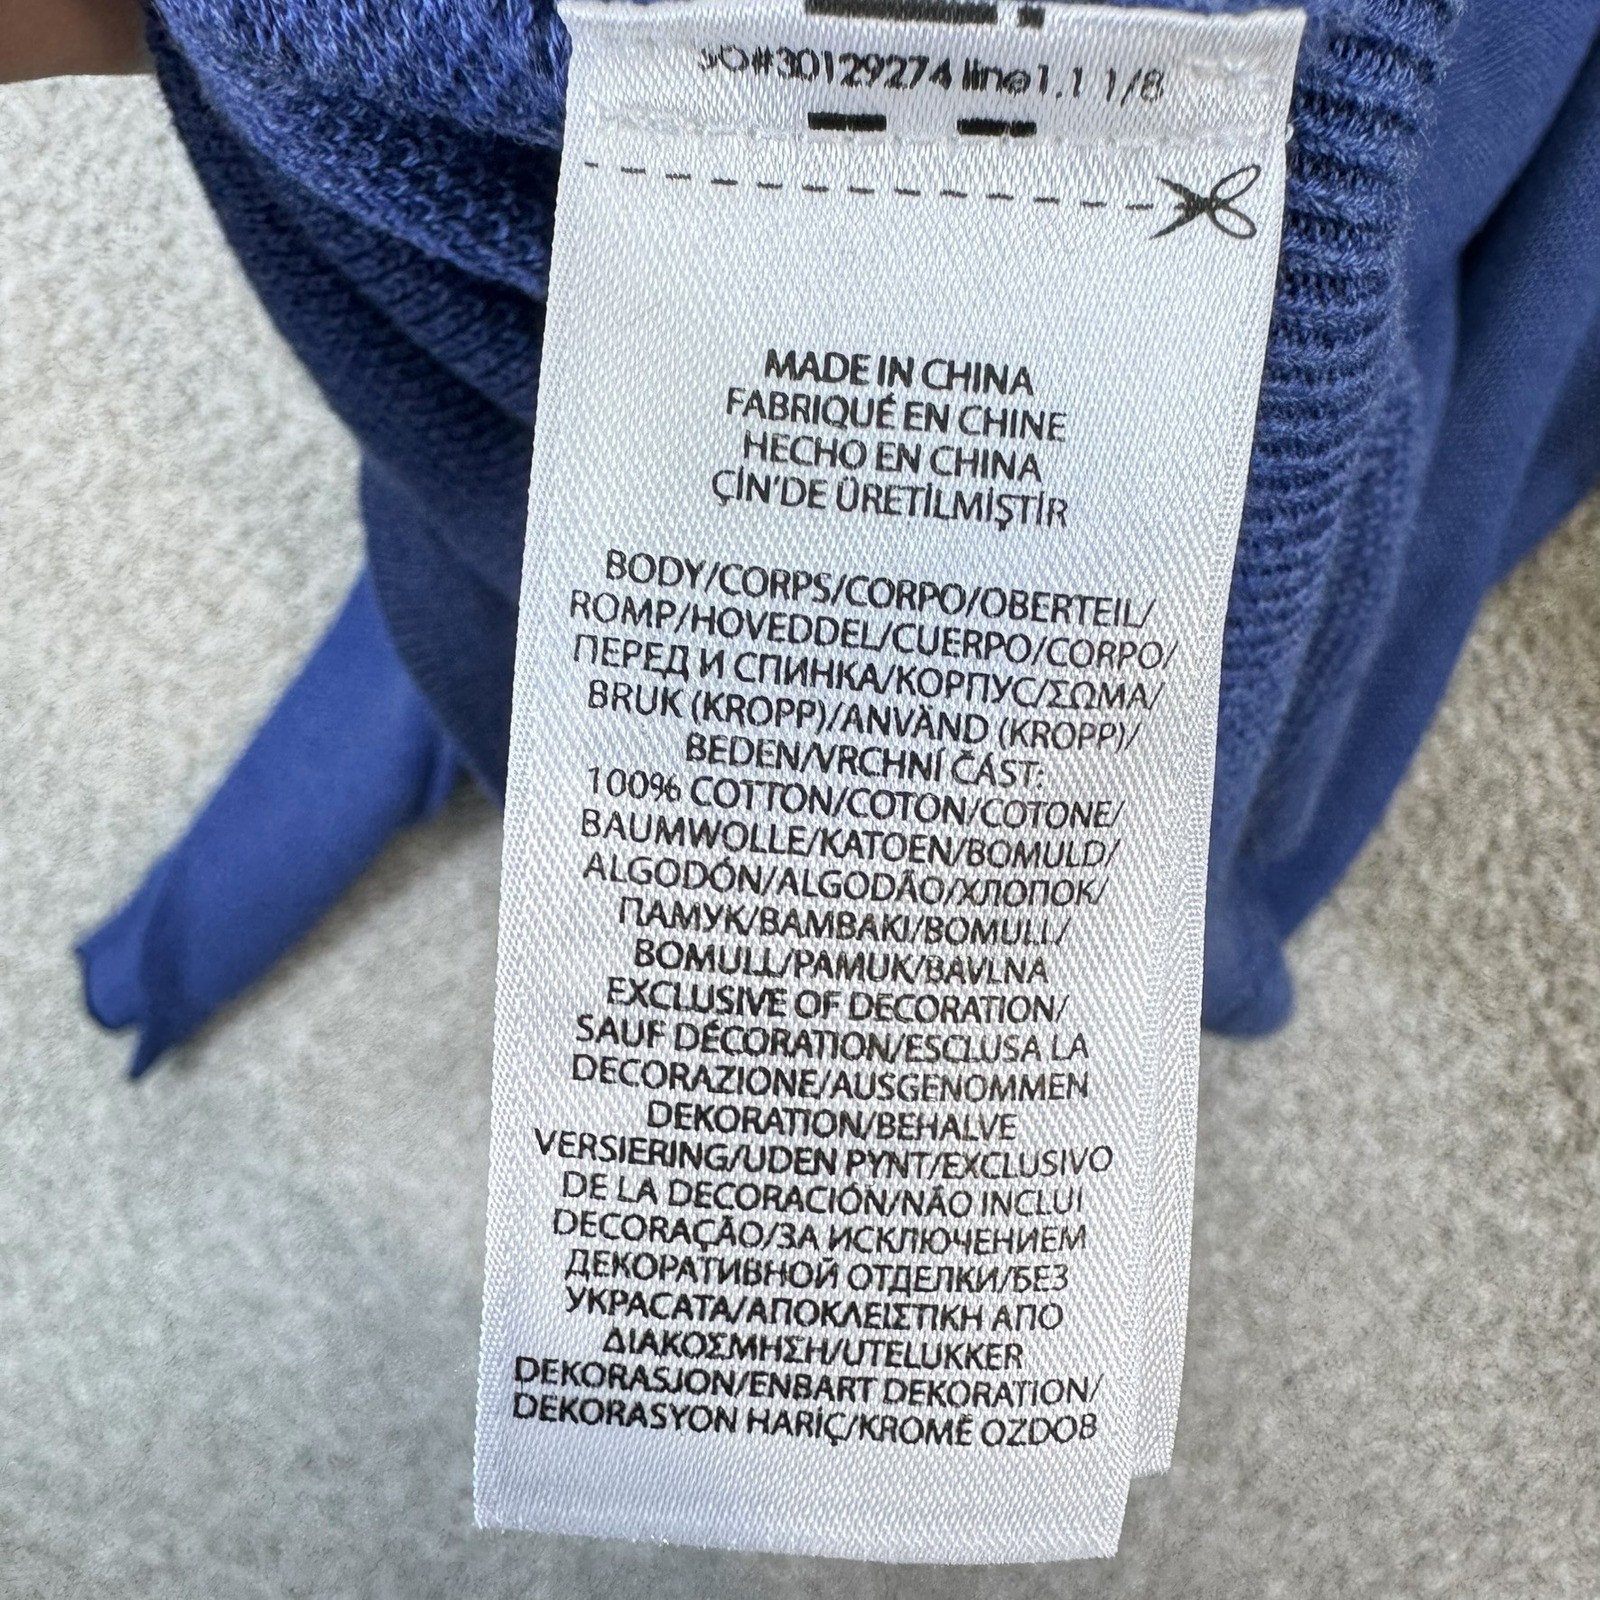 SO#30129274 line1.1 1/8
MADE IN CHINA
FABRIQUÉ EN CHINE
HECHO EN CHINA
ÇİN'DE ÜRETİLMİŞTİR
BODY/CORPS/CORPO/OBERTEIL/
ROMP/HOVEDDEL/CUERPO/CORPO/
ПЕРЕД И СПИНКА/КОРПУС/ΣΩΜΑ/
BRUK (KROPP)/ANVÄND (KROPP)/
BEDEN/VRCHNÍ ČÁST:
100% COTTON/COTON/COTONE/
BAUMWOLLE/KATOEN/BOMULD/
ALGODÓN/ALGODÃO/ХЛОПОК/
ПАМУК/ΒΑΜΒΑΚΙ/BOMULL/
BOMULL/PAMUK/BAVLNA
EXCLUSIVE OF DECORATION/
SAUF DÉCORATION/ESCLUSA LA
DECORAZIONE/AUSGENOMMEN
DEKORATION/BEHALVE
VERSIERING/UDEN PYNT/EXCLUSIVO
DE LA DECORACIÓN/NÃO INCLUI
DECORAÇÃO/ЗА ИСКЛЮЧЕНИЕМ
ДЕКОРАТИВНОЙ ОТДЕЛКИ/БЕЗ
УКРАСАТА/ΑΠΟΚΛΕΙΣΤΙΚΗ ΑΠΟ
ΔΙΑΚΟΣΜΗΣΗ/UTELUKKER
DEKORASJON/ENBART DEKORATION/
DEKORASYON HARİÇ/KROMĚ OZDOB